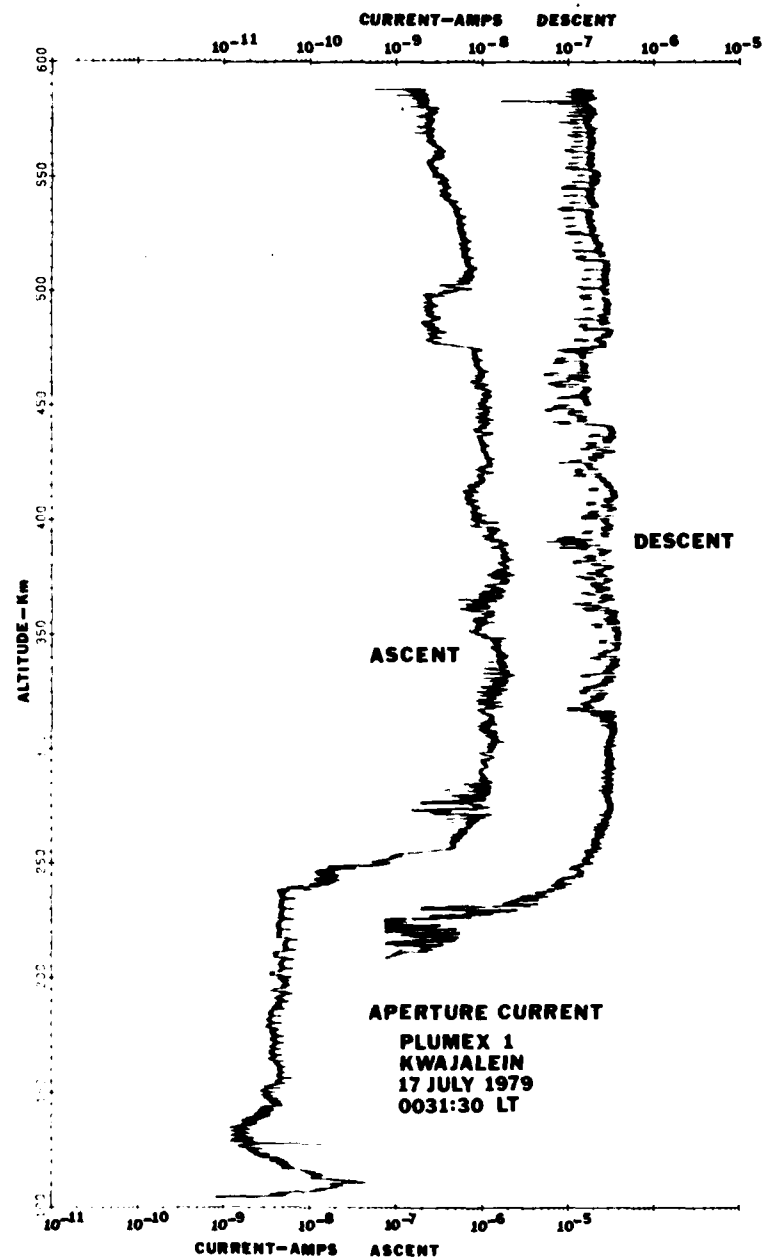 CURRENT–AMPS DESCENT
10⁻¹¹ 10⁻¹⁰ 10⁻⁹ 10⁻⁸ 10⁻⁷ 10⁻⁶ 10⁻⁵
600
550
500
450
400
DESCENT
ALTITUDE–Km
350
ASCENT
250
APERTURE CURRENT
PLUMEX 1
KWAJALEIN
17 JULY 1979
0031:30 LT
10⁻¹¹ 10⁻¹⁰ 10⁻⁹ 10⁻⁸ 10⁻⁷ 10⁻⁶ 10⁻⁵
CURRENT–AMPS ASCENT